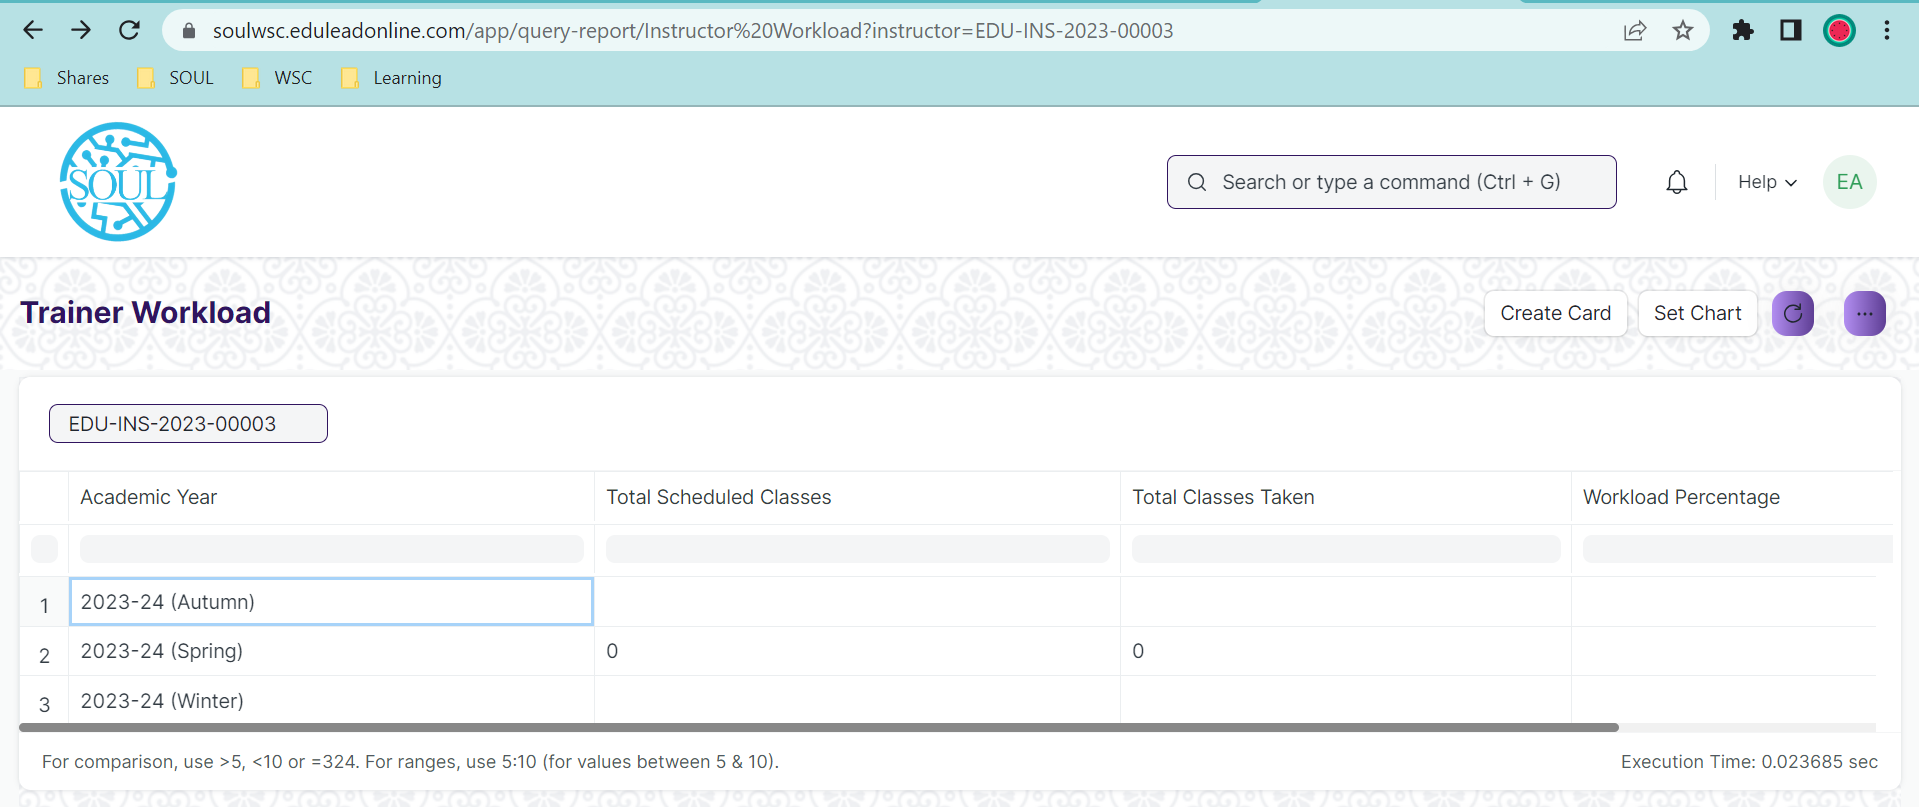 soulwsc.eduleadonline.com/app/query-report/Instructor%20Workload?instructor=EDU-INS-2023-00003
Shares SOUL WSC Learning
SOUL
Search or type a command (Ctrl + G)
Help
EA
Trainer Workload
Create Card
Set Chart
EDU-INS-2023-00003
Academic Year Total Scheduled Classes Total Classes Taken Workload Percentage
1 2023-24 (Autumn)
2 2023-24 (Spring) 0 0
3 2023-24 (Winter)
For comparison, use >5, <10 or =324. For ranges, use 5:10 (for values between 5 & 10).
Execution Time: 0.023685 sec